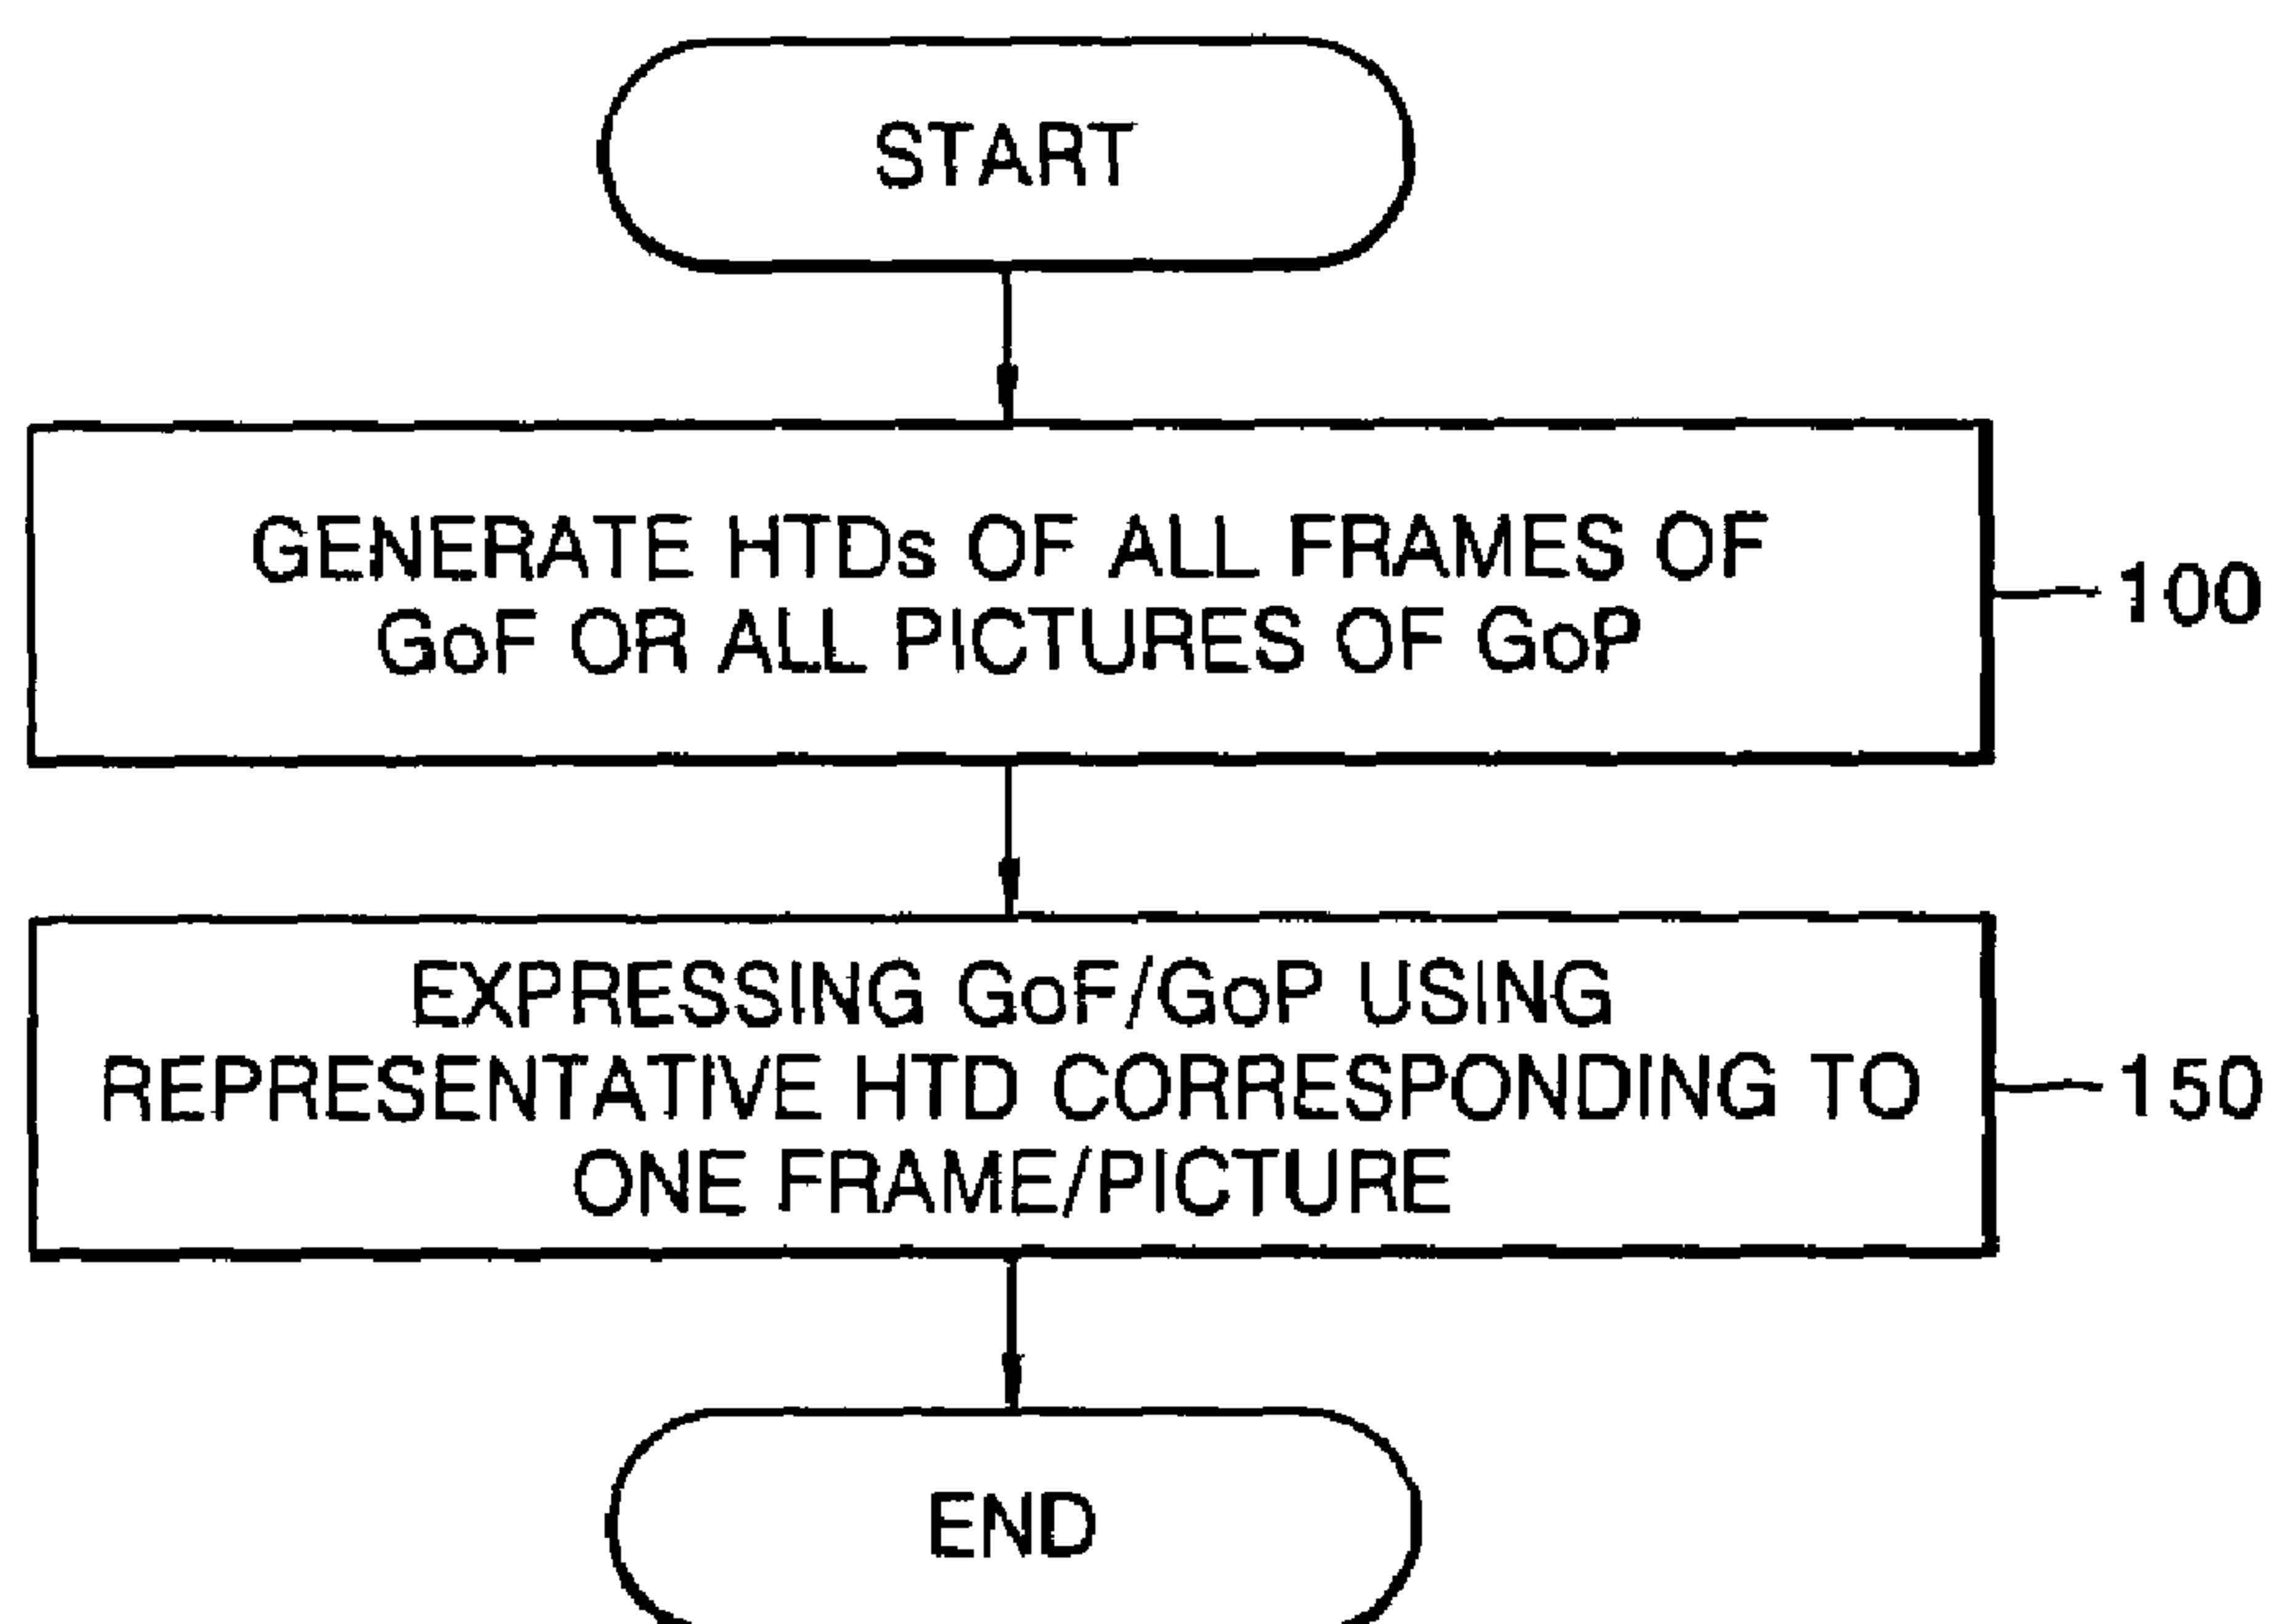 START
GENERATE HTDs OF ALL FRAMES OF
GoF OR ALL PICTURES OF GoP
100
EXPRESSING GoF/GoP USING
REPRESENTATIVE HTD CORRESPONDING TO
ONE FRAME/PICTURE
150
END